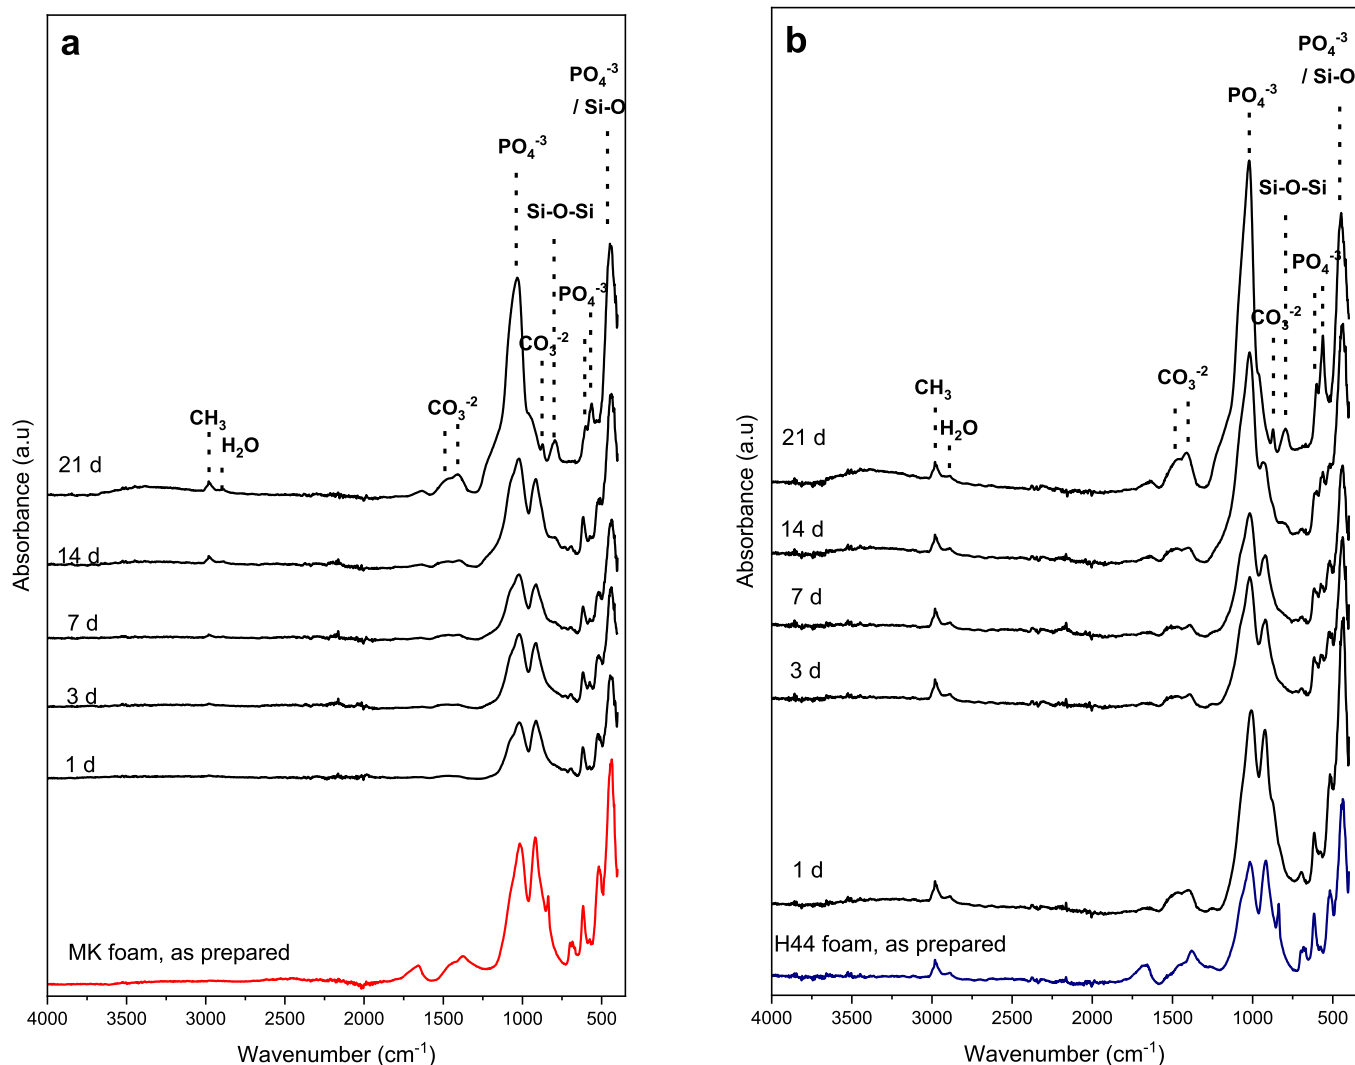 a
PO₄⁻³
/ Si-O
PO₄⁻³
Si-O-Si
PO₄⁻³
CO₃⁻²
CO₃⁻²
CH₃
H₂O
21 d
14 d
7 d
3 d
1 d
MK foam, as prepared
Absorbance (a.u)
4000 3500 3000 2500 2000 1500 1000 500
Wavenumber (cm⁻¹)
b
PO₄⁻³
/ Si-O
PO₄⁻³
Si-O-Si
PO₄⁻³
CO₃⁻²
CO₃⁻²
CH₃
H₂O
21 d
14 d
7 d
3 d
1 d
H44 foam, as prepared
Absorbance (a.u)
4000 3500 3000 2500 2000 1500 1000 500
Wavenumber (cm⁻¹)